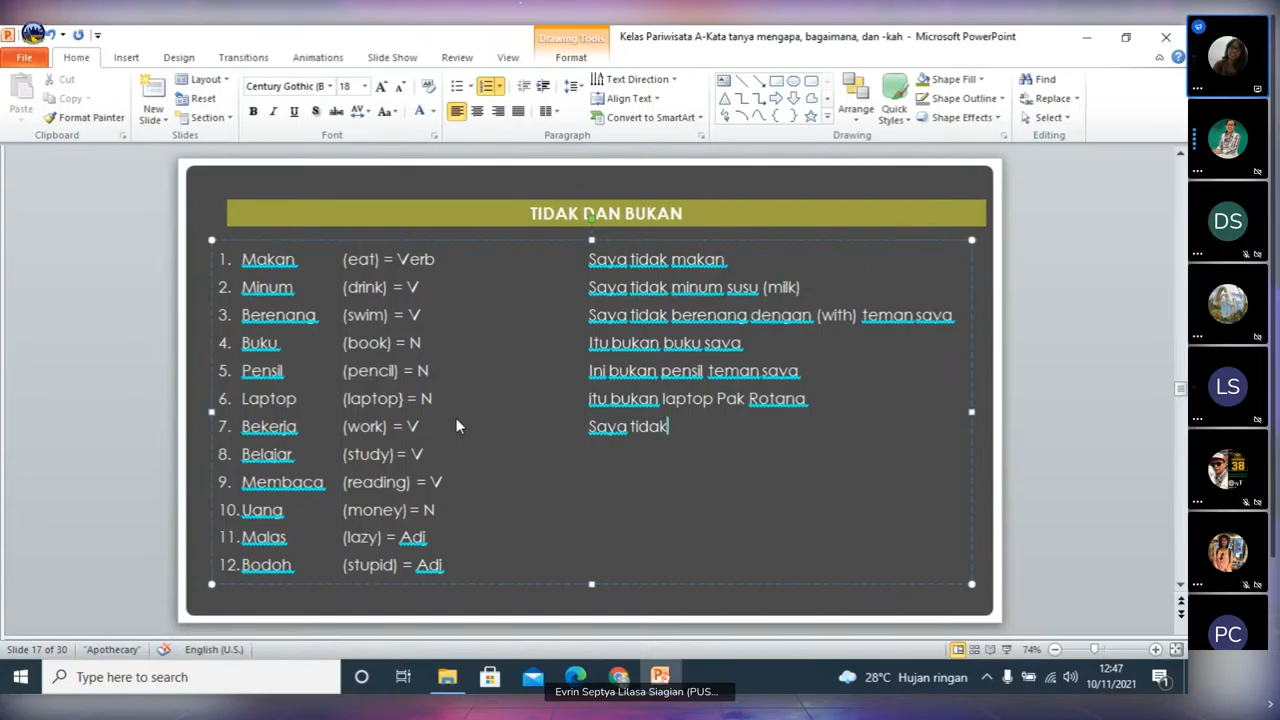 Drawing Tools
Kelas Pariwisata A-Kata tanya mengapa, bagaimana, dan -kah - Microsoft PowerPoint
File Home Insert Design Transitions Animations Slide Show Review View Format
Paste
Cut
Copy
Format Painter
Clipboard
New Slide
Layout
Reset
Section
Slides
Century Gothic (B 18
Font
Text Direction
Align Text
Convert to SmartArt
Paragraph
Arrange
Quick Styles
Shape Fill
Shape Outline
Shape Effects
Drawing
Find
Replace
Select
Editing
TIDAK DAN BUKAN
1. Makan (eat) = Verb Saya tidak makan
2. Minum (drink) = V Saya tidak minum susu (milk)
3. Berenang (swim) = V Saya tidak berenang dengan (with) teman saya
4. Buku (book) = N Itu bukan buku saya
5. Pensil (pencil) = N Ini bukan pensil teman saya
6. Laptop (laptop} = N itu bukan laptop Pak Rotana
7. Bekerja (work) = V Saya tidak
8. Belajar (study) = V
9. Membaca (reading) = V
10. Uang (money) = N
11. Malas (lazy) = Adj
12. Bodoh (stupid) = Adj
DS
LS
38
PC
Slide 17 of 30 "Apothecary" English (U.S.) 74%
Type here to search
28°C Hujan ringan
12:47
10/11/2021
Evrin Septya Lilasa Siagian (PUS...